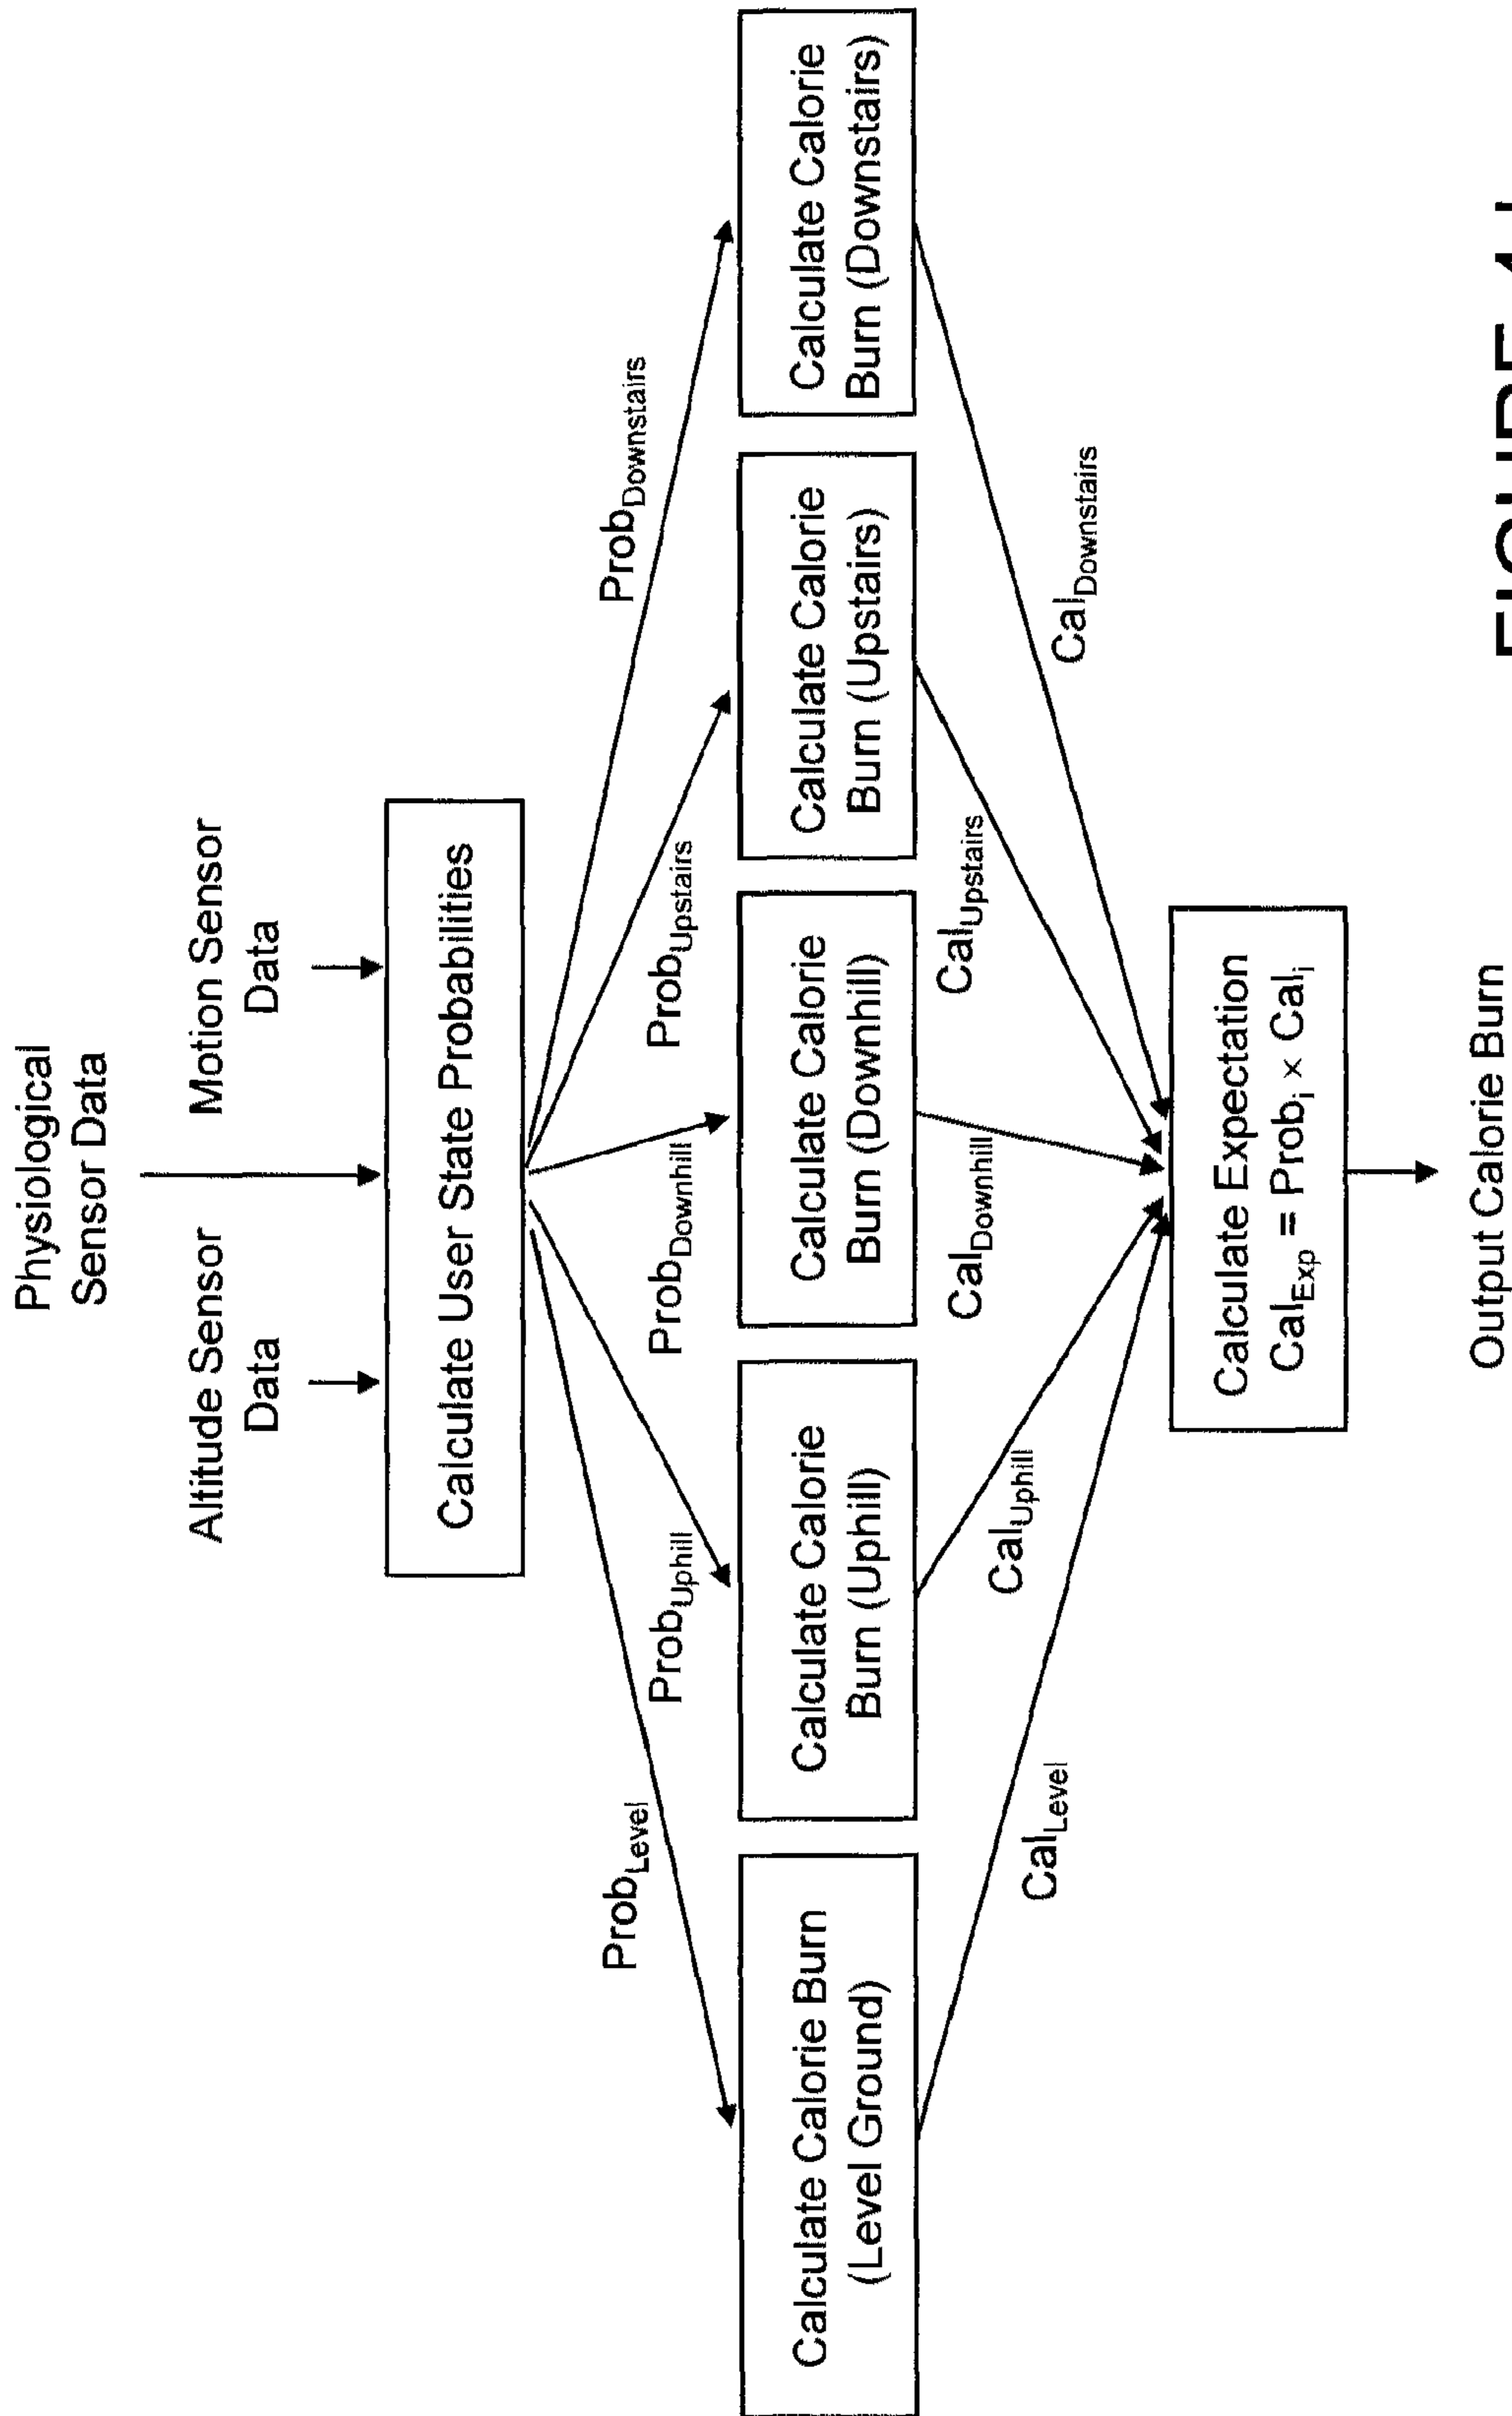 Physiological
Sensor Data
Altitude Sensor
Data
Motion Sensor
Data
Calculate User State Probabilities
Prob_Level
Prob_Uphill
Prob_Downhill
Prob_Upstairs
Prob_Downstairs
Calculate Calorie Burn
(Level Ground)
Calculate Calorie
Burn (Uphill)
Calculate Calorie
Burn (Downhill)
Calculate Calorie
Burn (Upstairs)
Calculate Calorie
Burn (Downstairs)
Cal_Level
Cal_Uphill
Cal_Downhill
Cal_Upstairs
Cal_Downstairs
Calculate Expectation
Cal_Exp = Prob_i × Cal_i
Output Calorie Burn
FIGURE